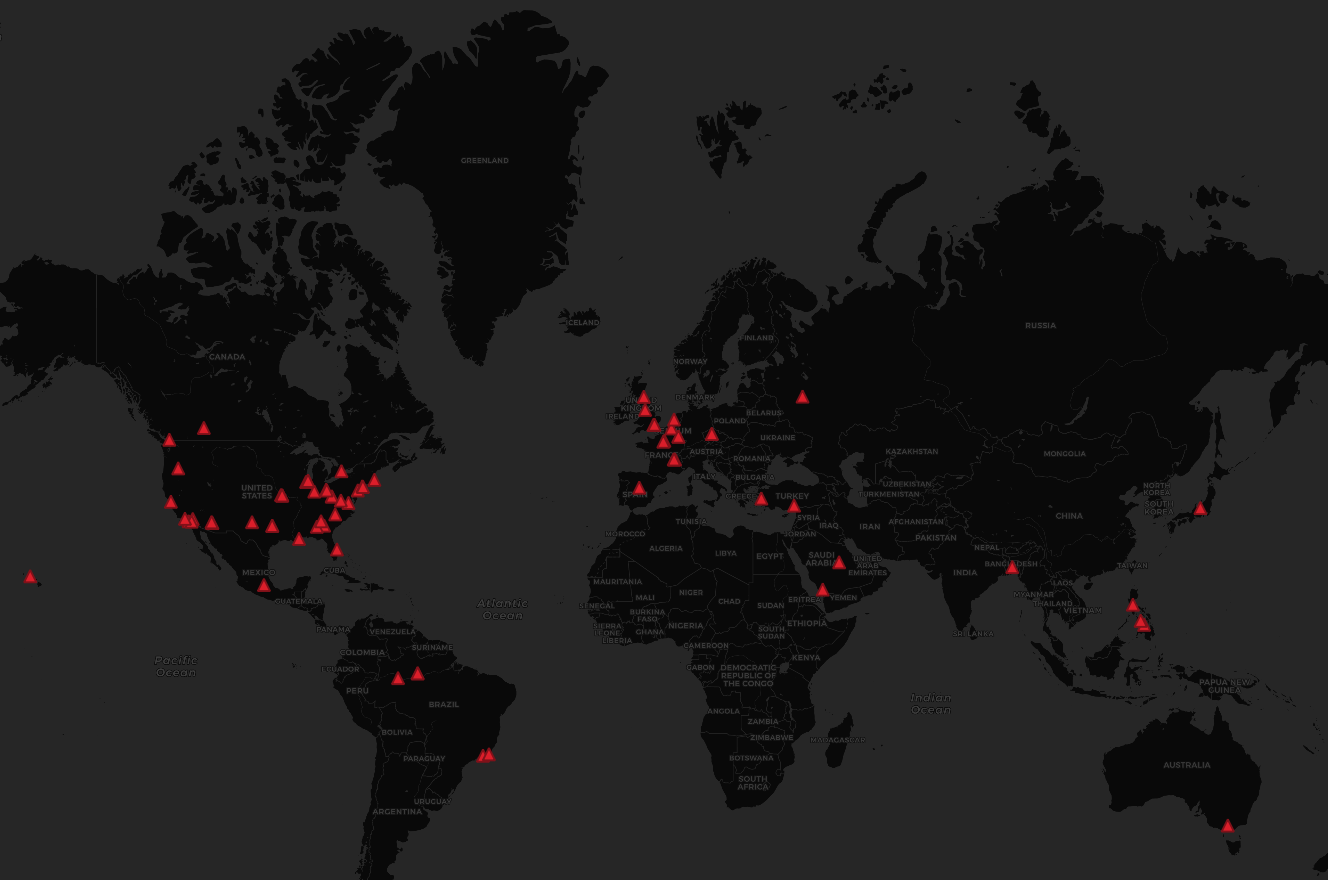 GREENLAND
ICELAND
RUSSIA
FINLAND
NORWAY
CANADA
DENMARK
UNITED
KINGDOM
BELARUS
POLAND
UKRAINE
AUSTRIA
FRANCE
ROMANIA
KAZAKHSTAN
MONGOLIA
ITALY
BULGARIA
UZBEKISTAN
TURKMENISTAN
UNITED
STATES
SPAIN
GREECE
TURKEY
NORTH
KOREA
SOUTH
KOREA
CHINA
TUNISIA
SYRIA
IRAQ
IRAN
AFGHANISTAN
MOROCCO
JORDAN
PAKISTAN
ALGERIA
LIBYA
EGYPT
NEPAL
SAUDI
ARABIA
UNITED
ARAB
EMIRATES
BANGLADESH
TAIWAN
MEXICO
CUBA
INDIA
MAURITANIA
LAOS
MALI
NIGER
CHAD
SUDAN
ERITREA
YEMEN
MYANMAR
THAILAND
VIETNAM
GUATEMALA
Atlantic
Ocean
SENEGAL
BURKINA
FASO
SIERRA
LEONE
LIBERIA
GHANA
NIGERIA
SOUTH
SUDAN
ETHIOPIA
SRI LANKA
PANAMA
VENEZUELA
SURINAME
COLOMBIA
CAMEROON
KENYA
Pacific
Ocean
ECUADOR
GABON
DEMOCRATIC
REPUBLIC OF
THE CONGO
PERU
BRAZIL
PAPUA NEW
GUINEA
Indian
Ocean
ANGOLA
ZAMBIA
BOLIVIA
ZIMBABWE
MADAGASCAR
PARAGUAY
BOTSWANA
AUSTRALIA
SOUTH
AFRICA
URUGUAY
ARGENTINA